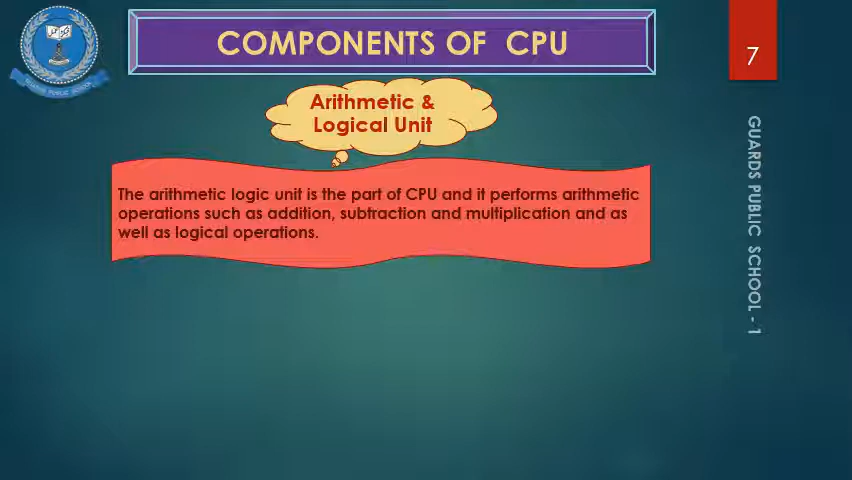 COMPONENTS OF CPU
7
Arithmetic &
Logical Unit
The arithmetic logic unit is the part of CPU and it performs arithmetic
operations such as addition, subtraction and multiplication and as
well as logical operations.
GUARDS PUBLIC SCHOOL - 1